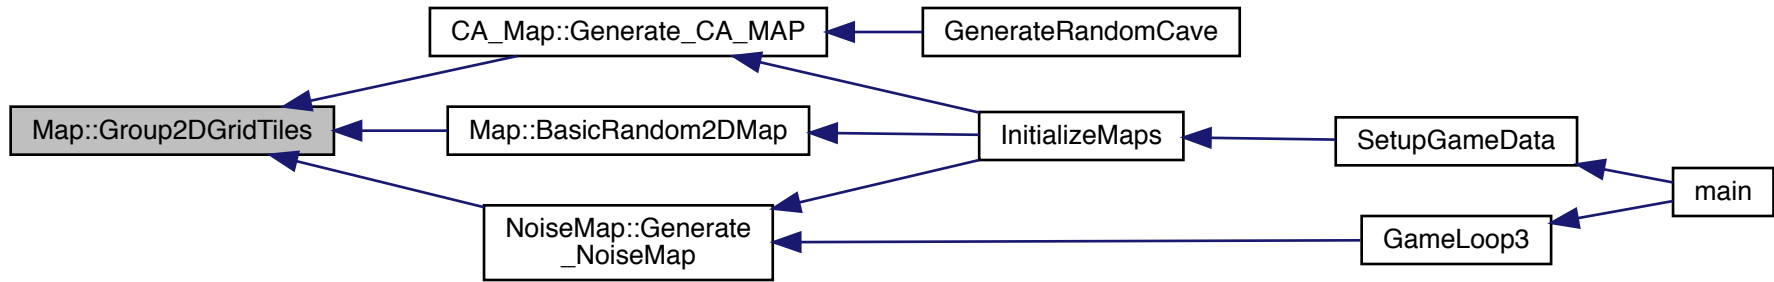 CA_Map::Generate_CA_MAP
GenerateRandomCave
Map::Group2DGridTiles
Map::BasicRandom2DMap
InitializeMaps
SetupGameData
main
NoiseMap::Generate
_NoiseMap
GameLoop3